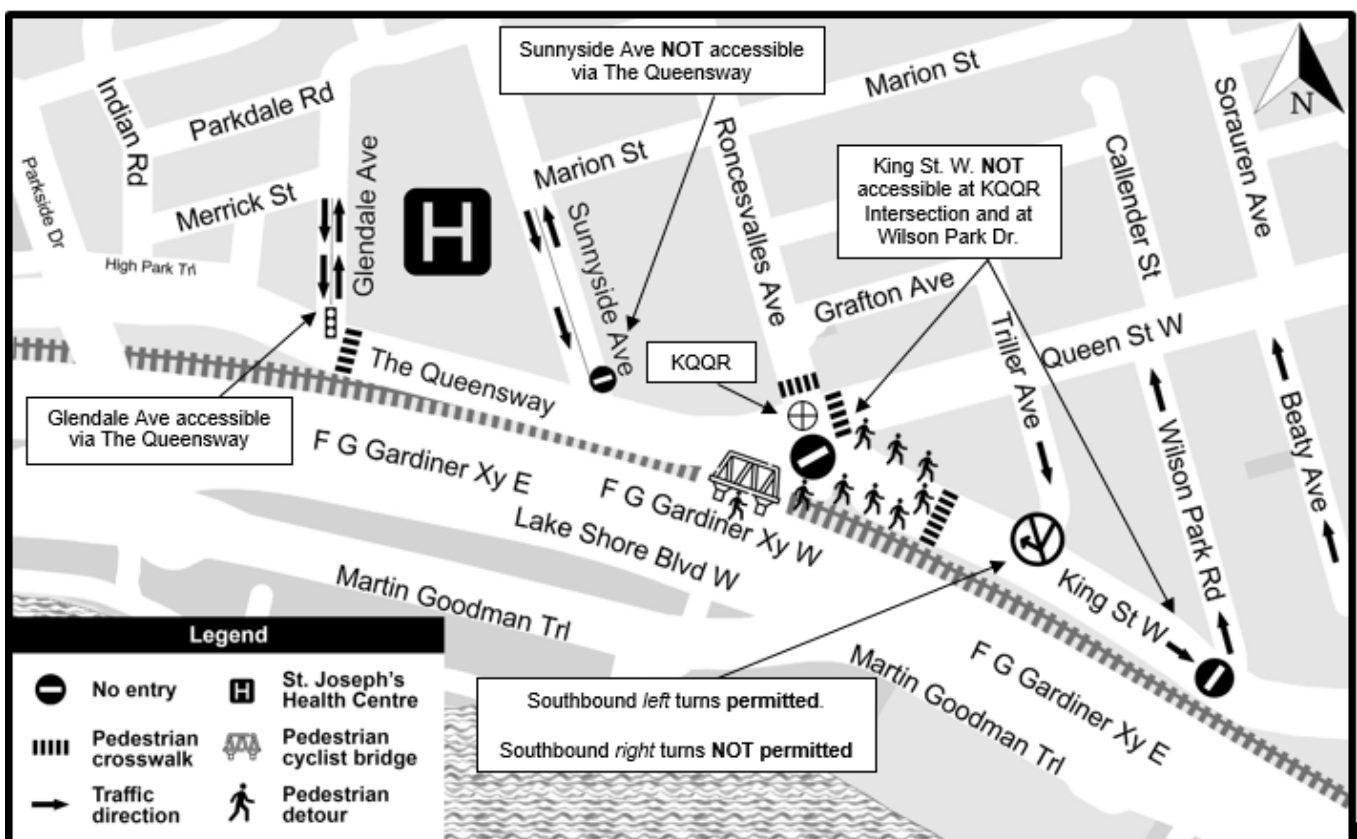 Sunnyside Ave NOT accessible
via The Queensway
Marion St
N
Indian Rd
Parkdale Rd
Sorauren Ave
Roncesvalles Ave
Marion St
King St. W. NOT
accessible at KQQR
Intersection and at
Wilson Park Dr.
Callender St
Parkside Dr
Merrick St
Glendale Ave
H
Sunnyside Ave
High Park Trl
Grafton Ave
Triller Ave
Queen St W
KQQR
The Queensway
Glendale Ave accessible
via The Queensway
Wilson Park Rd
Beaty Ave
F G Gardiner Xy E
F G Gardiner Xy W
Lake Shore Blvd W
Martin Goodman Trl
King St W
F G Gardiner Xy E
Martin Goodman Trl
Southbound left turns permitted.
Southbound right turns NOT permitted
Legend
No entry
H
St. Joseph's
Health Centre
Pedestrian
crosswalk
Pedestrian
cyclist bridge
Traffic
direction
Pedestrian
detour